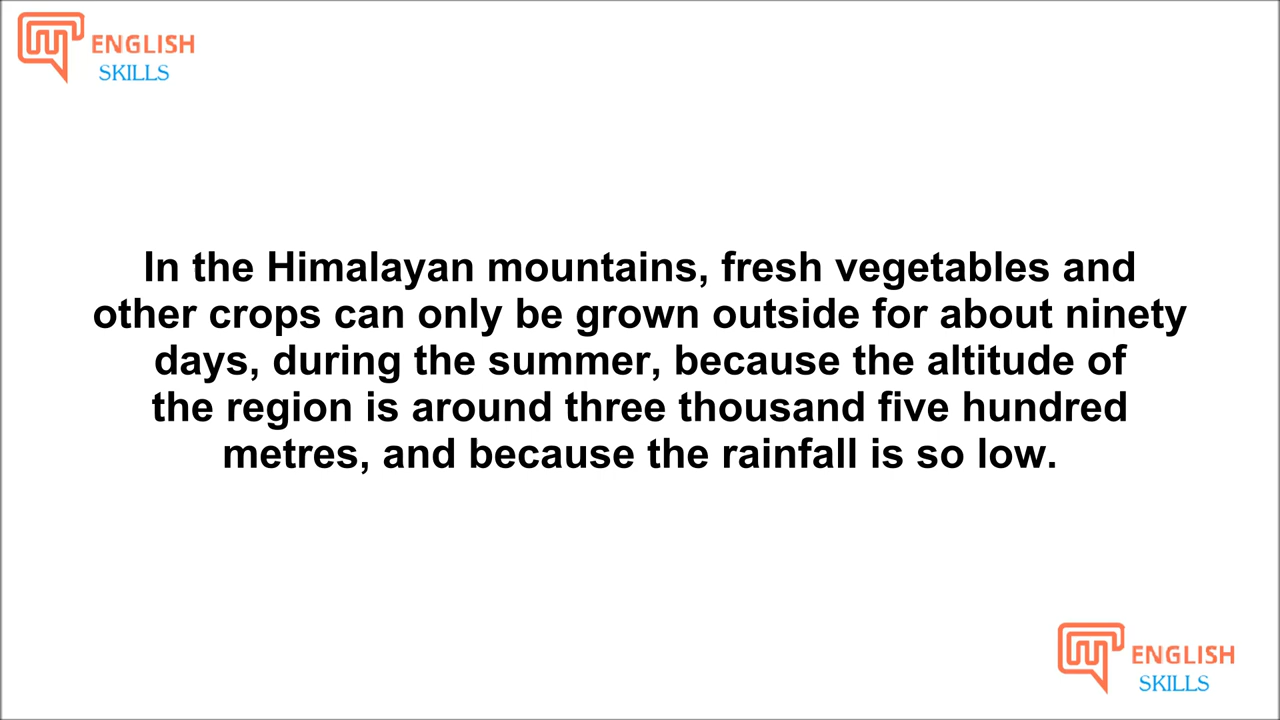 ENGLISH
SKILLS
In the Himalayan mountains, fresh vegetables and
other crops can only be grown outside for about ninety
days, during the summer, because the altitude of
the region is around three thousand five hundred
metres, and because the rainfall is so low.
ENGLISH
SKILLS